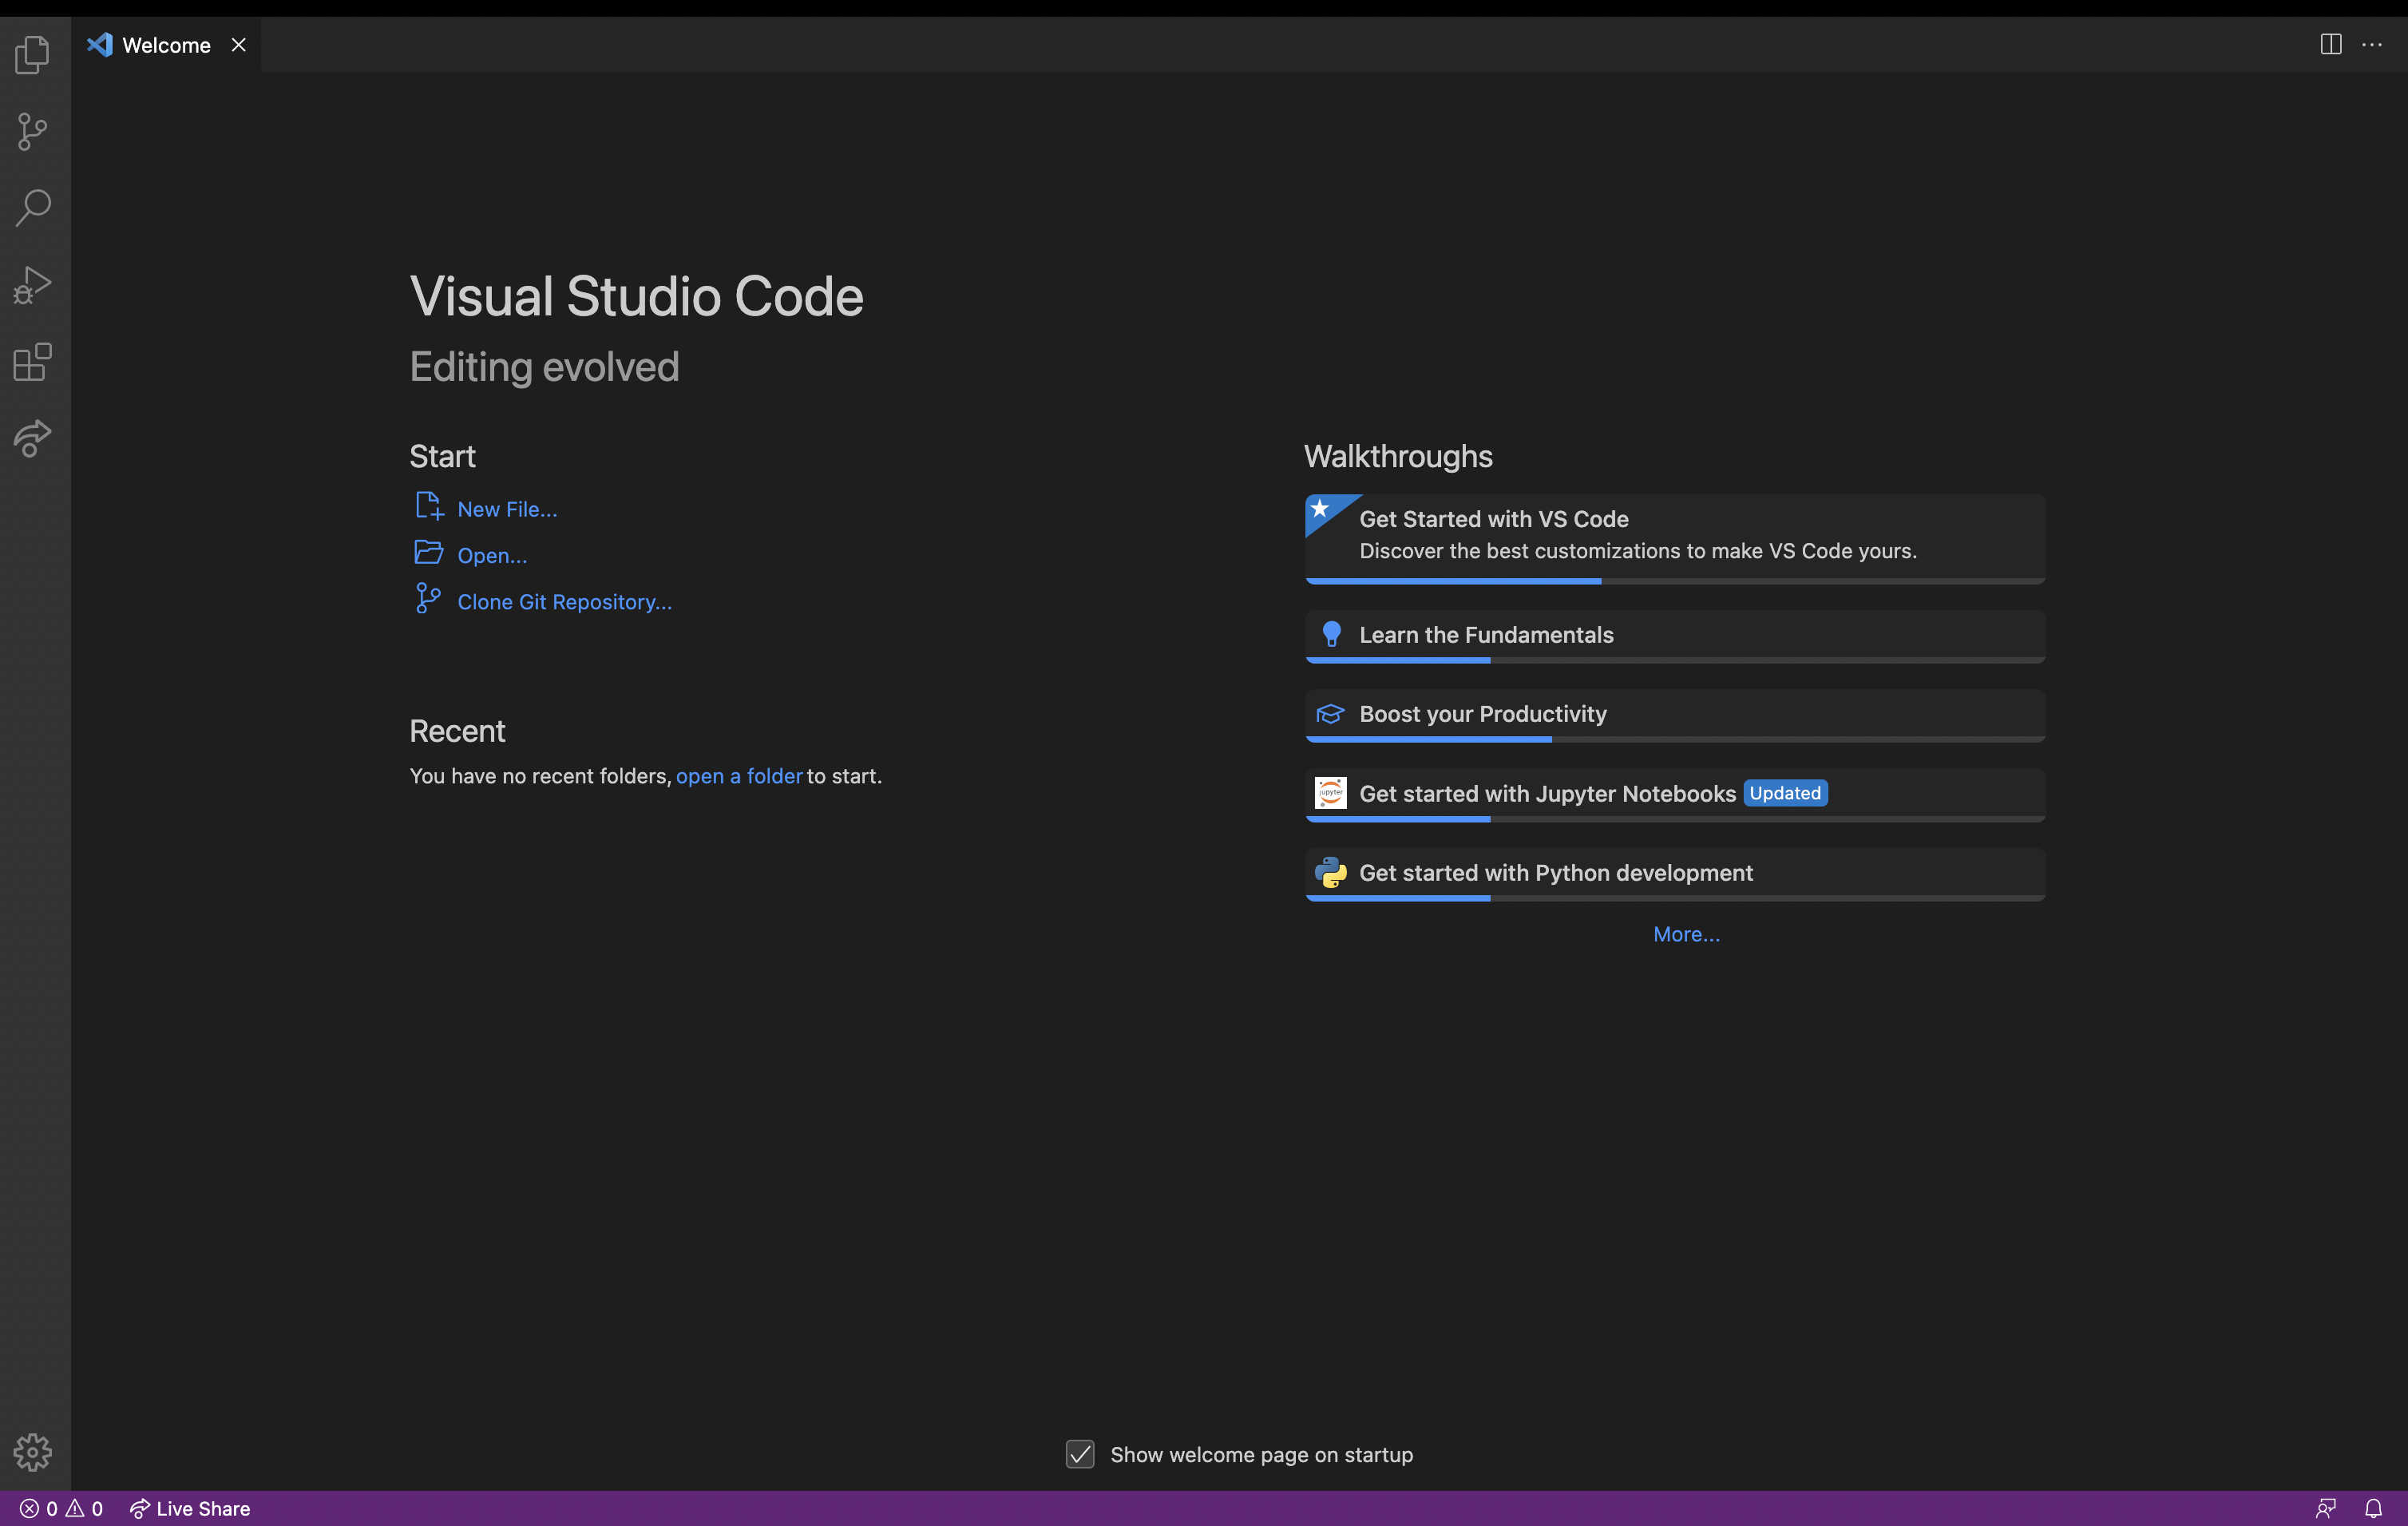 Welcome
Visual Studio Code
Editing evolved
Start
New File...
Open...
Clone Git Repository...
Recent
You have no recent folders, open a folder to start.
Walkthroughs
Get Started with VS Code
Discover the best customizations to make VS Code yours.
Learn the Fundamentals
Boost your Productivity
jupyter
Get started with Jupyter Notebooks Updated
Get started with Python development
More...
Show welcome page on startup
0 0 Live Share